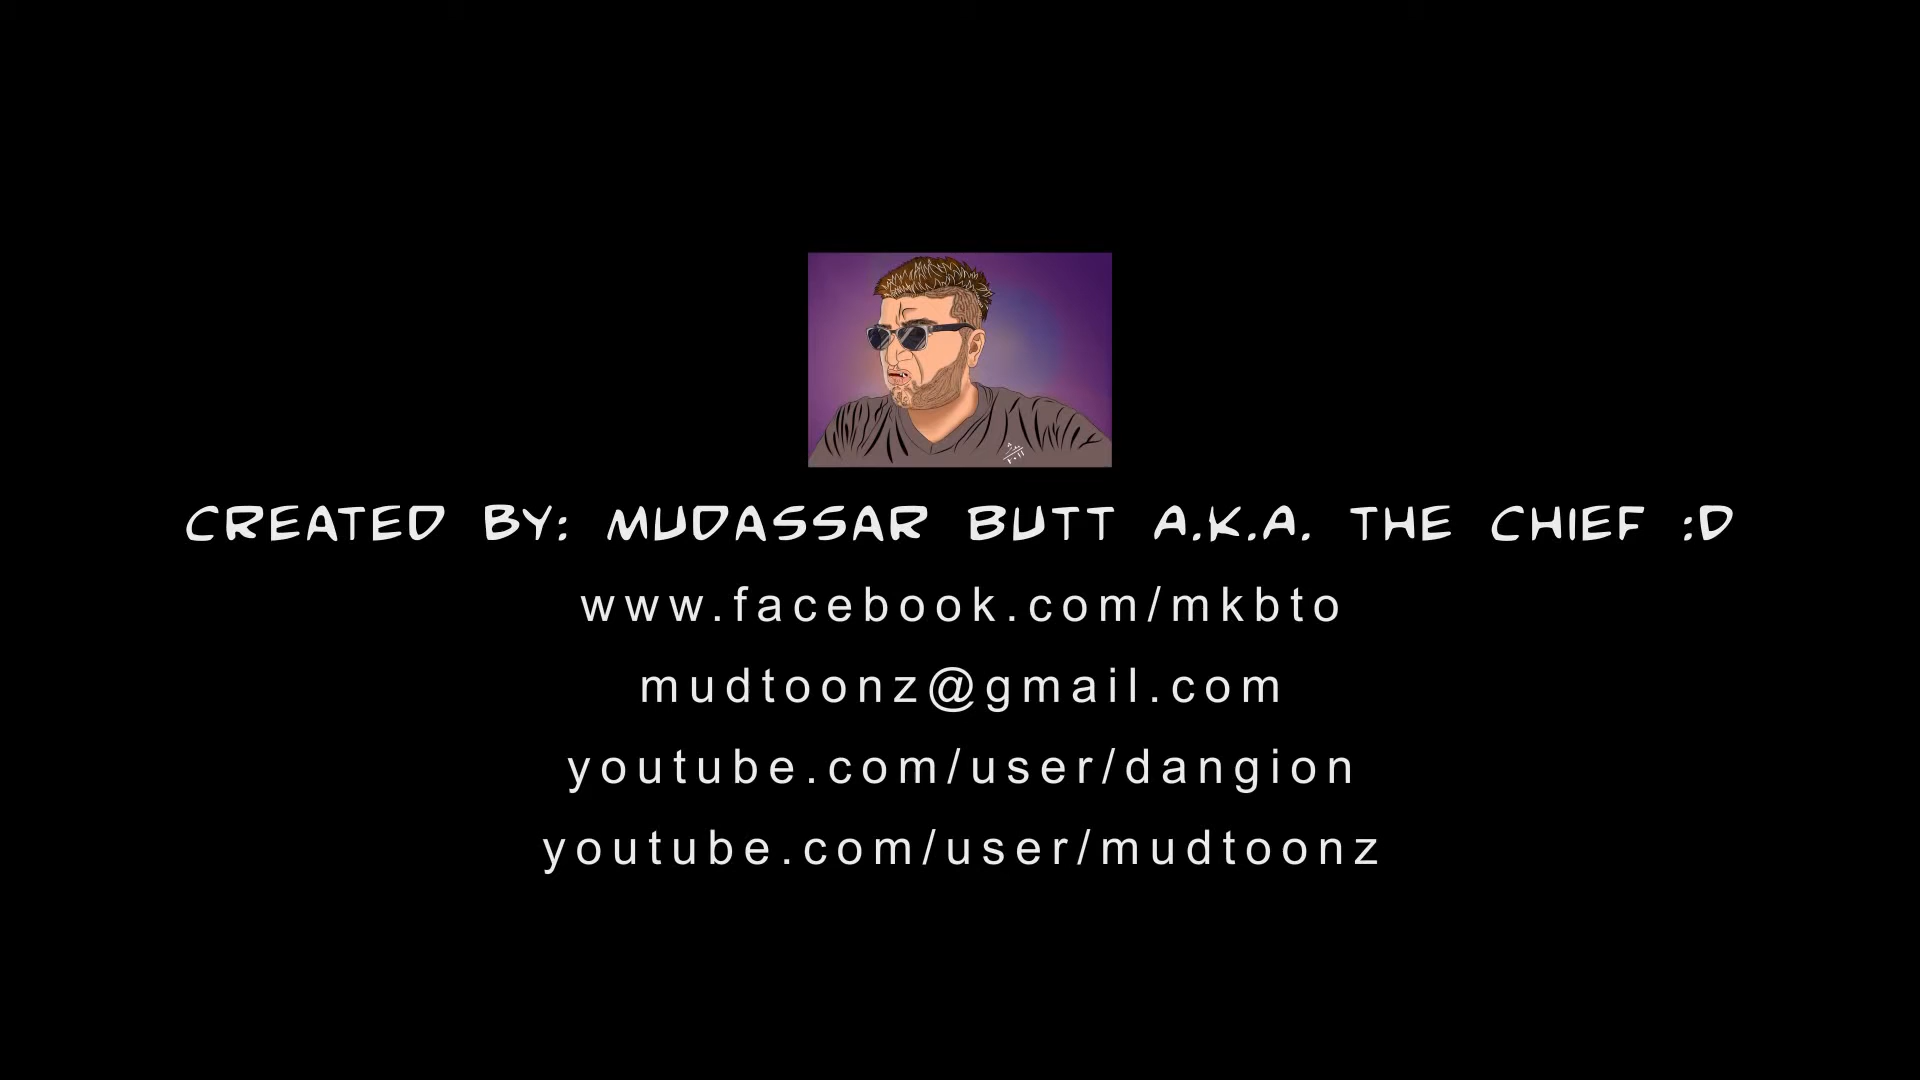 CREATED BY: MUDASSAR BUTT A.K.A. THE CHIEF :D
www.facebook.com/mkbto
mudtoonz@gmail.com
youtube.com/user/dangion
youtube.com/user/mudtoonz